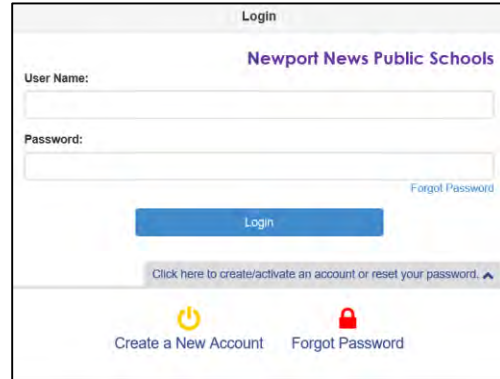 Login
Newport News Public Schools
User Name:
Password:
Forgot Password
Login
Click here to create/activate an account or reset your password.
Create a New Account
Forgot Password